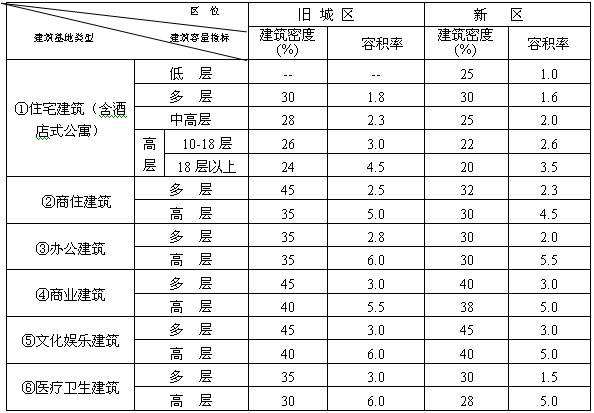 区 位
建筑容量指标
建筑基地类型
旧 城 区
新 区
建筑密度(%) 容积率 建筑密度(%) 容积率
①住宅建筑（含酒店式公寓）
低 层 -- -- 25 1.0
多 层 30 1.8 30 1.6
中高层 28 2.3 25 2.0
高层
10-18 层 26 3.0 22 2.6
18 层以上 24 4.5 20 3.5
②商住建筑
多 层 45 2.5 32 2.3
高 层 35 5.0 30 4.5
③办公建筑
多 层 35 2.8 30 2.0
高 层 35 6.0 30 5.5
④商业建筑
多 层 45 3.0 40 3.0
高 层 40 5.5 38 5.0
⑤文化娱乐建筑
多 层 45 3.0 45 3.0
高 层 40 6.0 40 5.0
⑥医疗卫生建筑
多 层 35 3.0 30 1.5
高 层 30 6.0 28 5.0